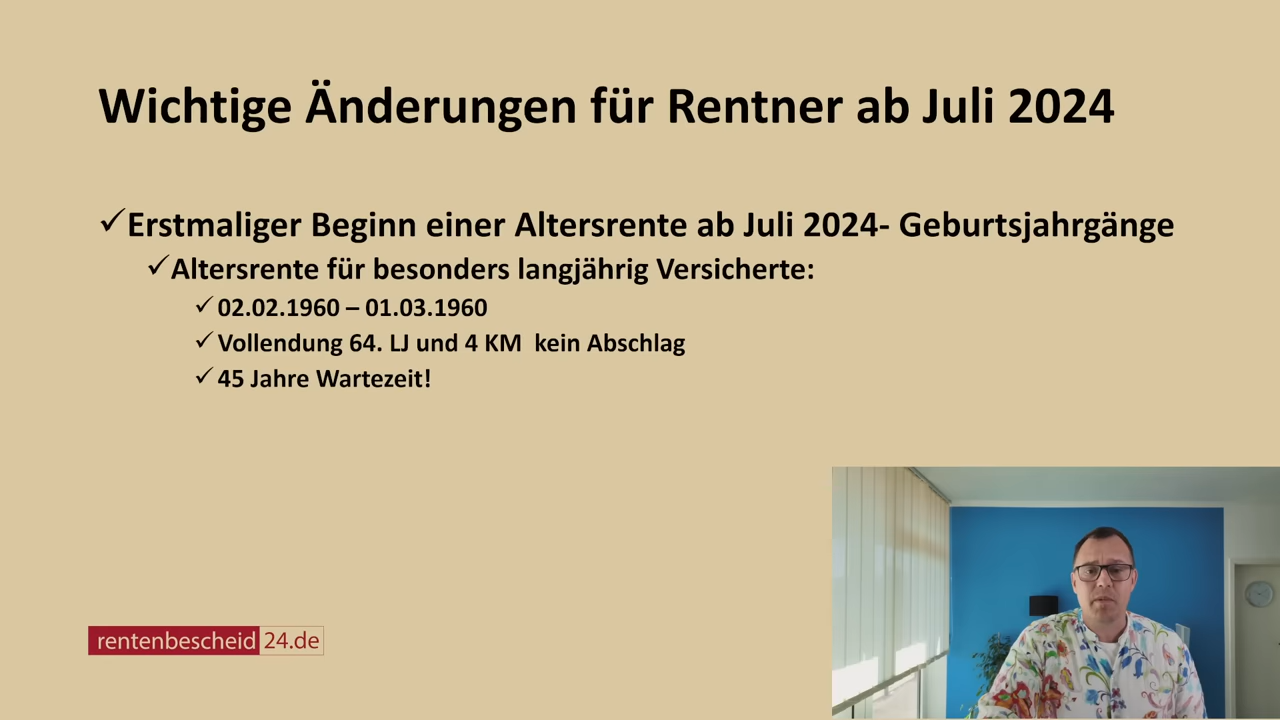 Wichtige Änderungen für Rentner ab Juli 2024
Erstmaliger Beginn einer Altersrente ab Juli 2024- Geburtsjahrgänge
Altersrente für besonders langjährig Versicherte:
02.02.1960 – 01.03.1960
Vollendung 64. LJ und 4 KM  kein Abschlag
45 Jahre Wartezeit!
rentenbescheid 24.de